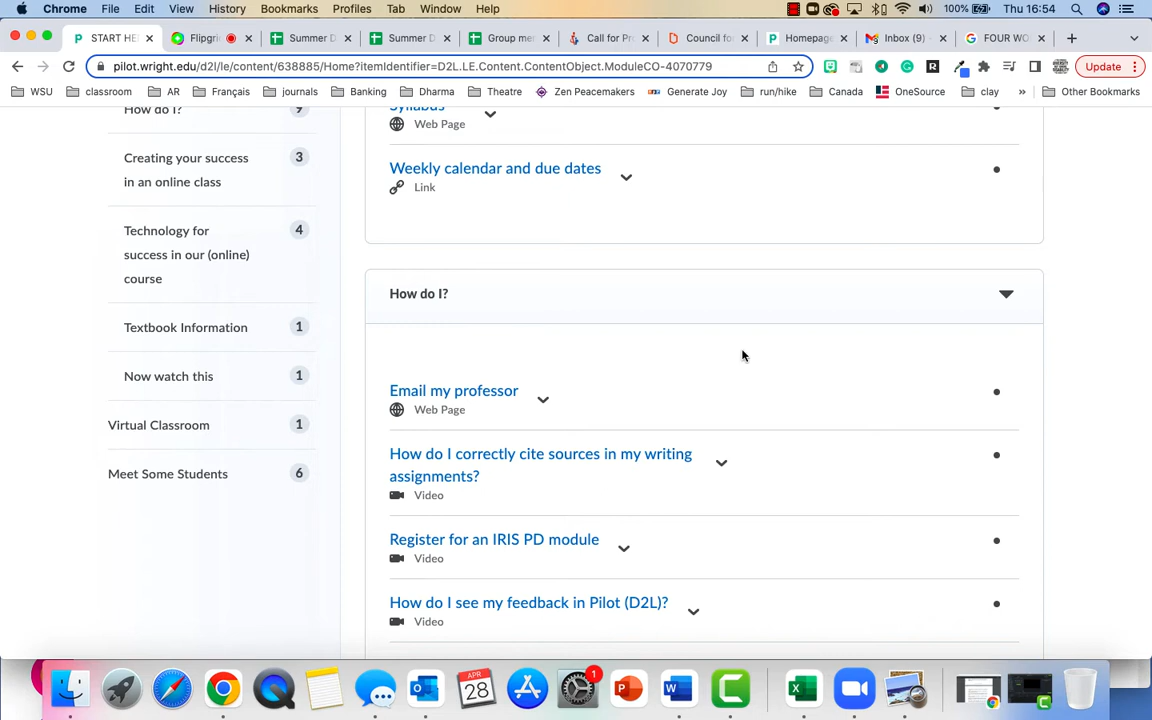 Chrome File Edit View History Bookmarks Profiles Tab Window Help 100% Thu 16:54
START HE Flipgri Summer D Summer D Group me Call for Pr Council for Homepage Inbox (9) - FOUR WO
pilot.wright.edu/d2l/le/content/638885/Home?itemIdentifier=D2L.LE.Content.ContentObject.ModuleCO-4070779 Update
WSU classroom AR Français journals Banking Dharma Theatre Zen Peacemakers Generate Joy run/hike Canada OneSource clay » Other Bookmarks
How do I? 9
Creating your success 3
in an online class
Technology for 4
success in our (online)
course
Textbook Information 1
Now watch this 1
Virtual Classroom 1
Meet Some Students 6
Syllabus
Web Page
Weekly calendar and due dates
Link
How do I?
Email my professor
Web Page
How do I correctly cite sources in my writing
assignments?
Video
Register for an IRIS PD module
Video
How do I see my feedback in Pilot (D2L)?
Video
APR
28
1